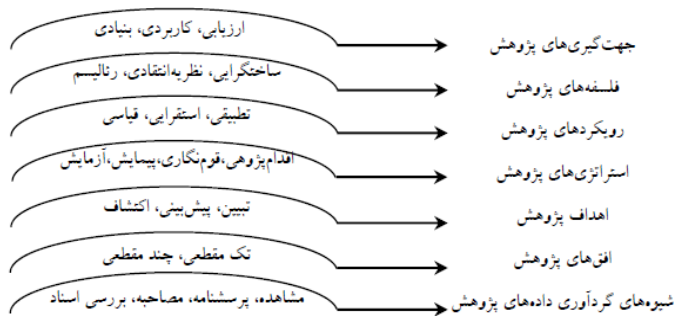 ارزیابی، کاربردی، بنیادی
جهت‌گیری‌های پژوهش
ساختگرایی، نظریه‌انتقادی، رئالیسم
فلسفه‌های پژوهش
تطبیقی، استقرایی، قیاسی
رویکردهای پژوهش
اقدام‌پژوهی،قوم‌نگاری،پیمایش،آزمایش
استراتژی‌های پژوهش
تبیین، پیش‌بینی، اکتشاف
اهداف پژوهش
تک مقطعی، چند مقطعی
افق‌های پژوهش
مشاهده، پرسشنامه، مصاحبه، بررسی اسناد
شیوه‌های گردآوری داده‌های پژوهش